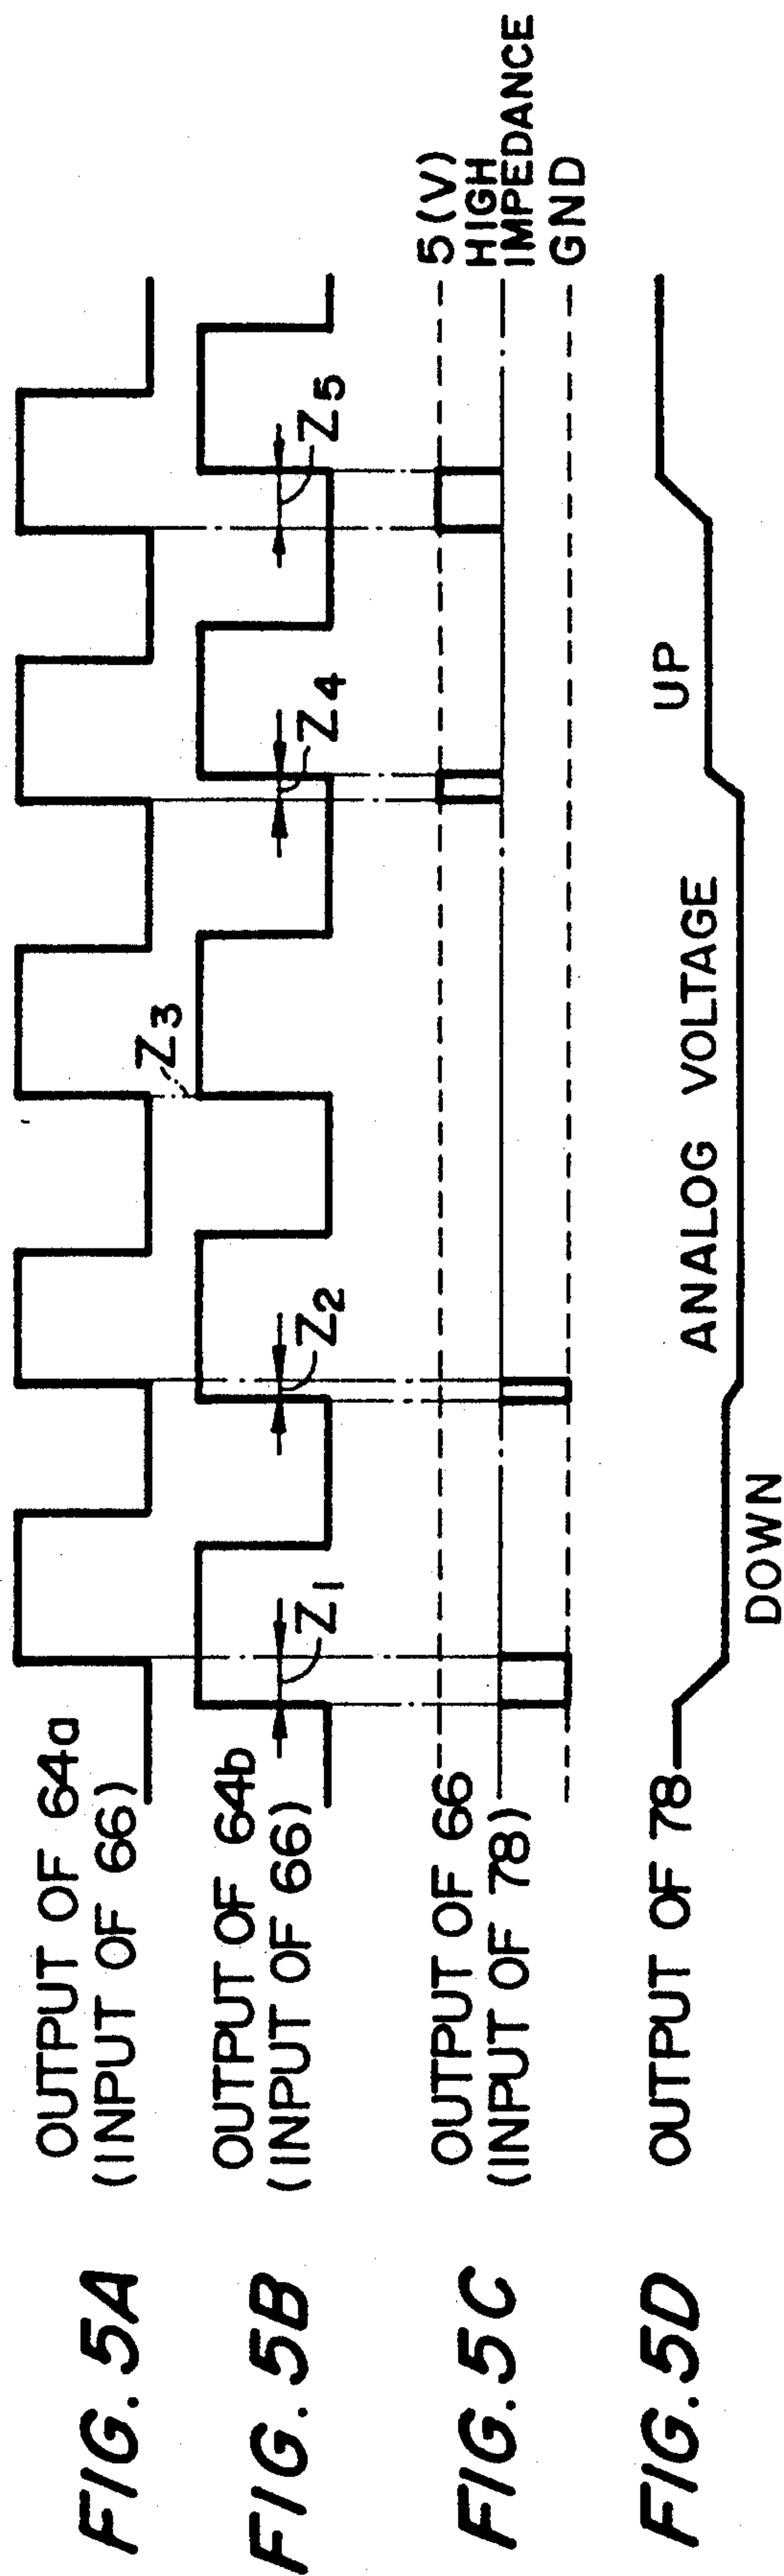 FIG. 5A
OUTPUT OF 64a
(INPUT OF 66)
FIG. 5B
OUTPUT OF 64b
(INPUT OF 66)
Z1
Z2
Z3
Z4
Z5
FIG. 5C
OUTPUT OF 66
(INPUT OF 78)
5(V)
HIGH
IMPEDANCE
GND
FIG. 5D
OUTPUT OF 78
DOWN
ANALOG VOLTAGE
UP